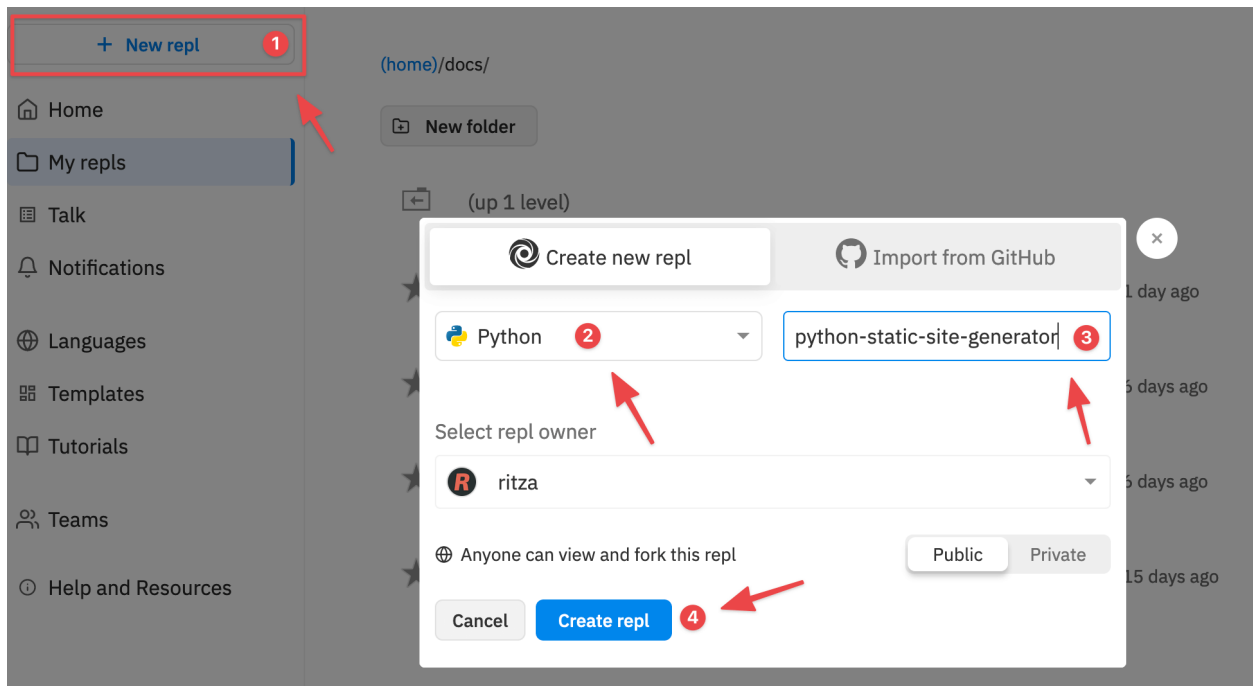 + New repl 1
Home
My repls
Talk
Notifications
Languages
Templates
Tutorials
Teams
Help and Resources
(home)/docs/
New folder
(up 1 level)
Create new repl
Import from GitHub
Python 2
python-static-site-generator 3
Select repl owner
R ritza
Anyone can view and fork this repl
Public Private
Cancel Create repl 4
1 day ago
6 days ago
6 days ago
15 days ago